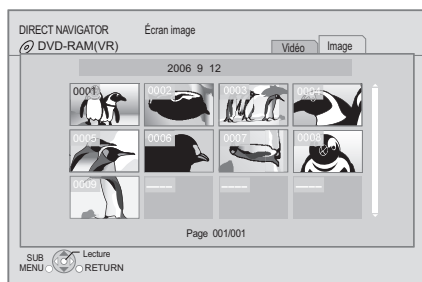 DIRECT NAVIGATOR Écran image
DVD-RAM(VR)
Vidéo Image
2006 9 12
0001 0002 0003 0004
0005 0006 0007 0008
0009 ---- ---- ----
Page 001/001
SUB MENU Lecture RETURN